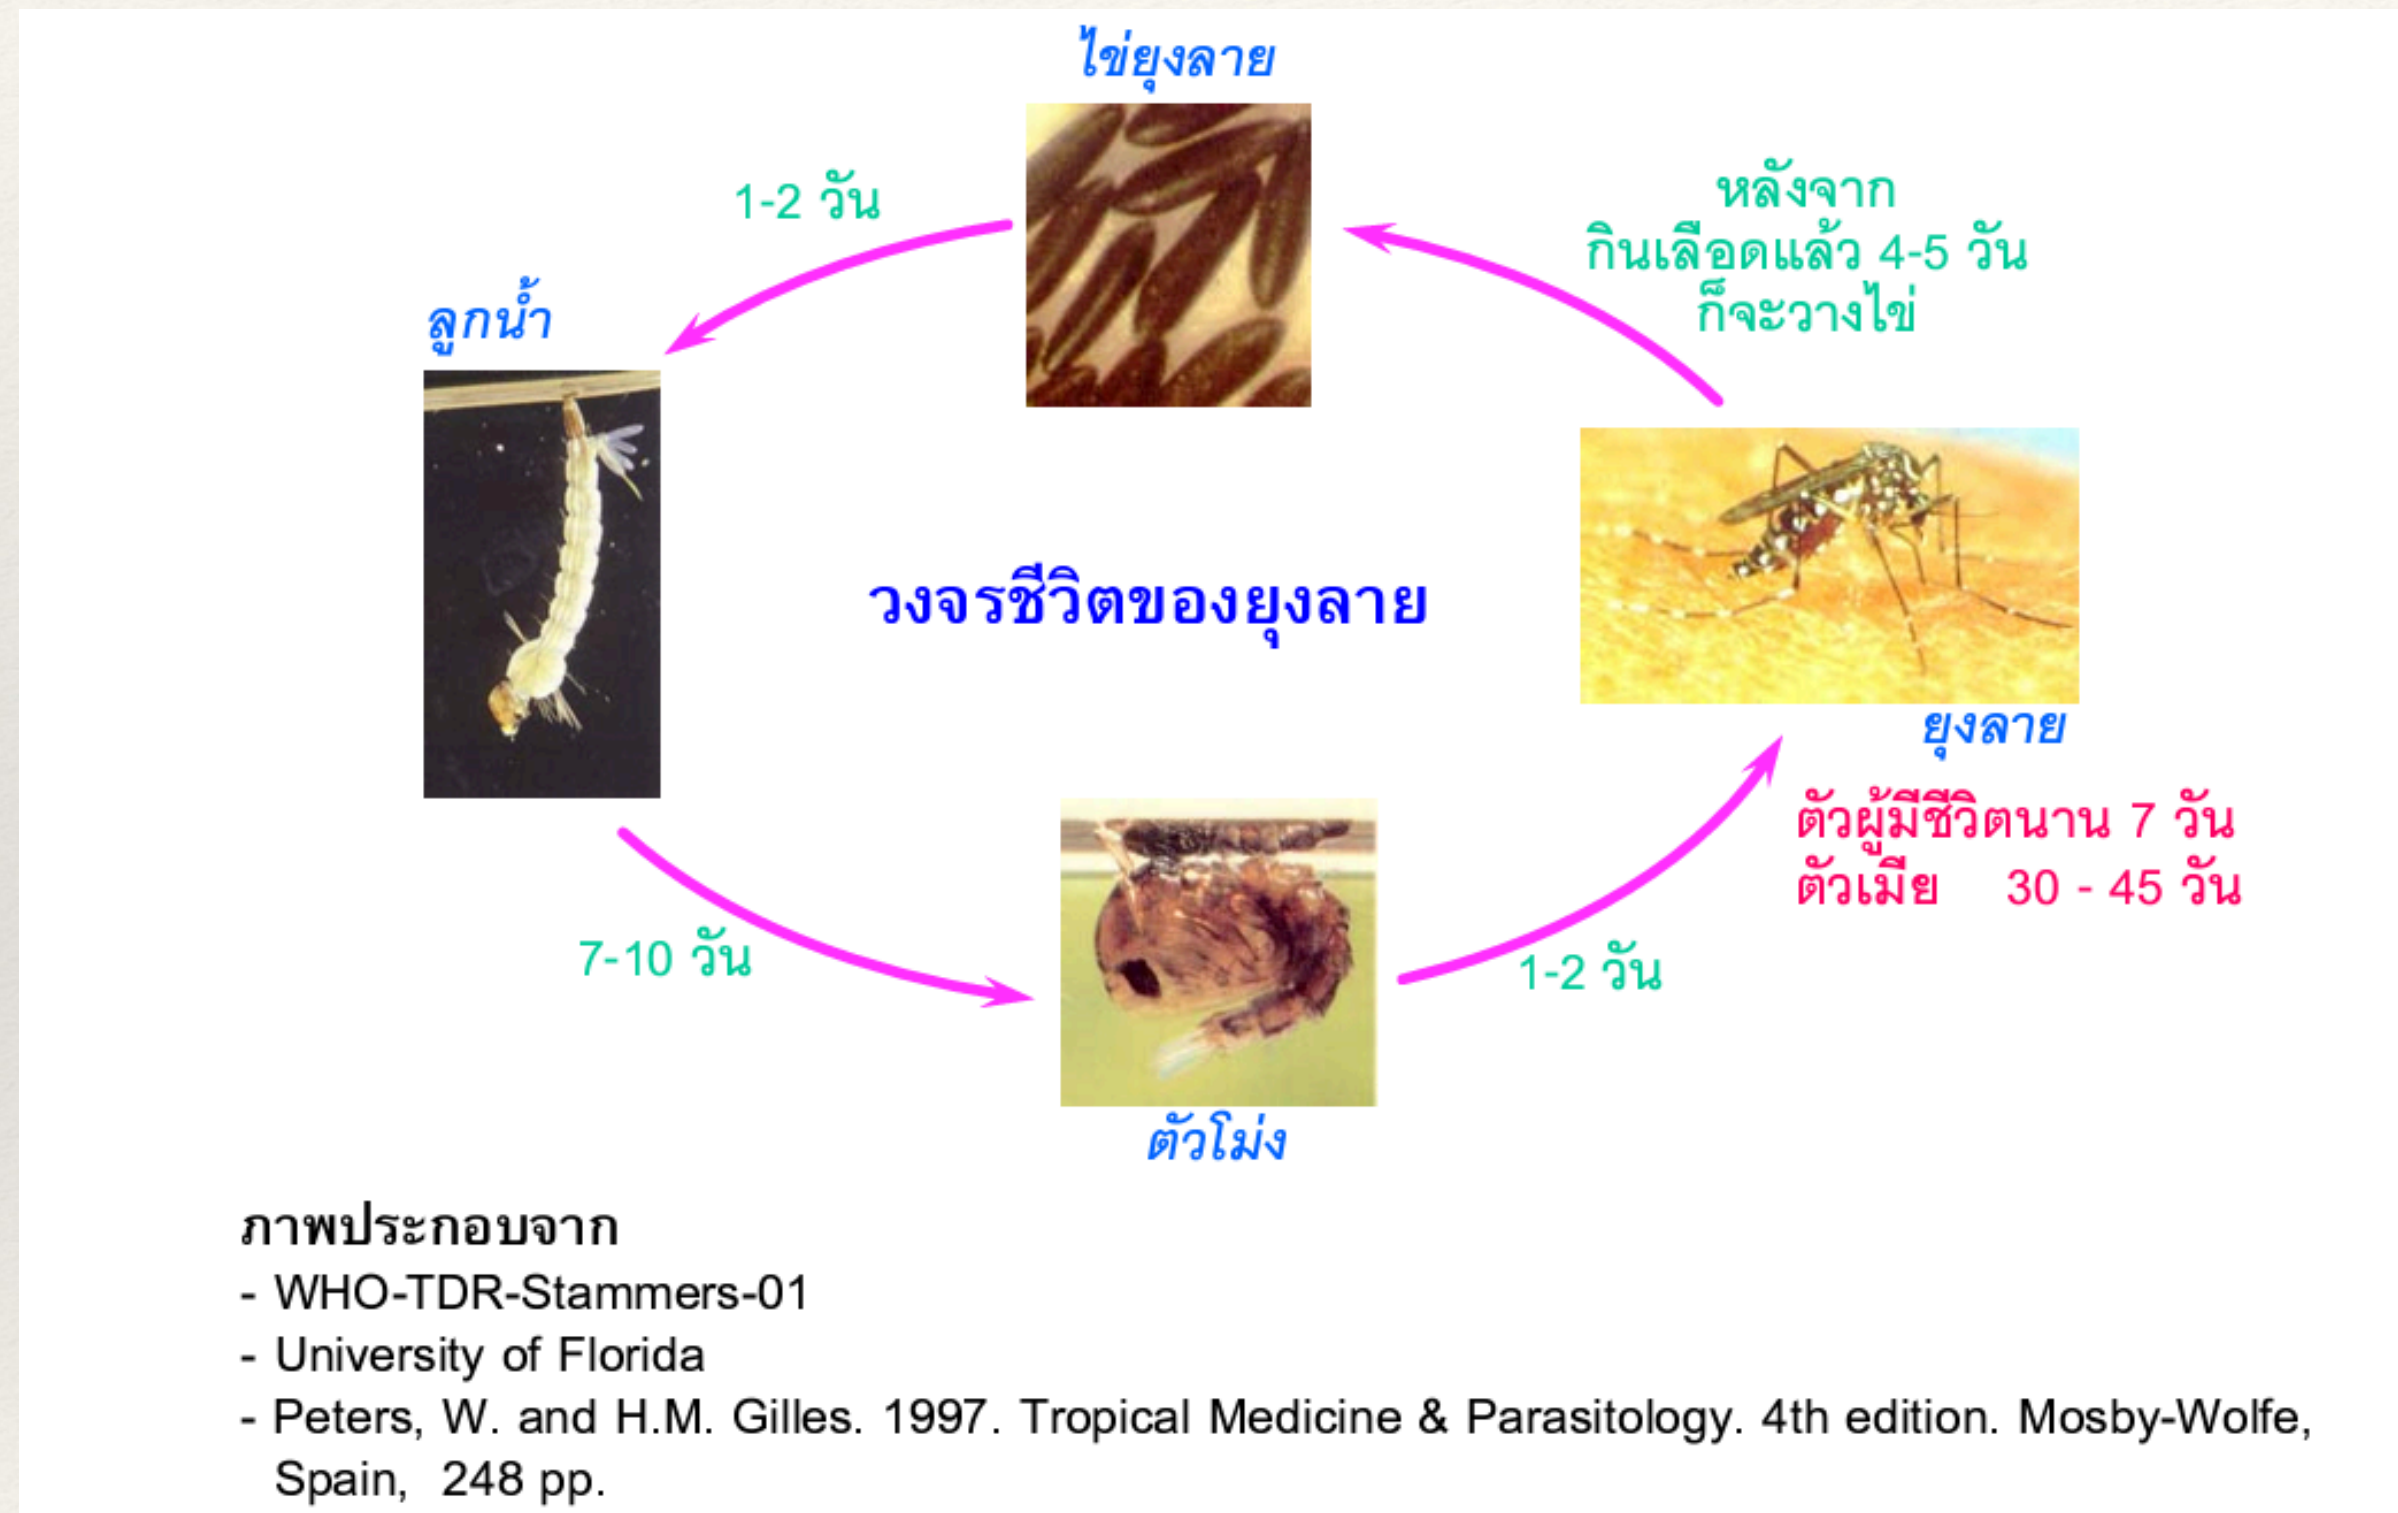 ไข่ยุงลาย
1-2 วัน
หลังจาก
กินเลือดแล้ว 4-5 วัน
ก็จะวางไข่
ลูกน้ำ
วงจรชีวิตของยุงลาย
ยุงลาย
ตัวผู้มีชีวิตนาน 7 วัน
ตัวเมีย 30 - 45 วัน
7-10 วัน
1-2 วัน
ตัวโม่ง
ภาพประกอบจาก
- WHO-TDR-Stammers-01
- University of Florida
- Peters, W. and H.M. Gilles. 1997. Tropical Medicine & Parasitology. 4th edition. Mosby-Wolfe,
Spain, 248 pp.